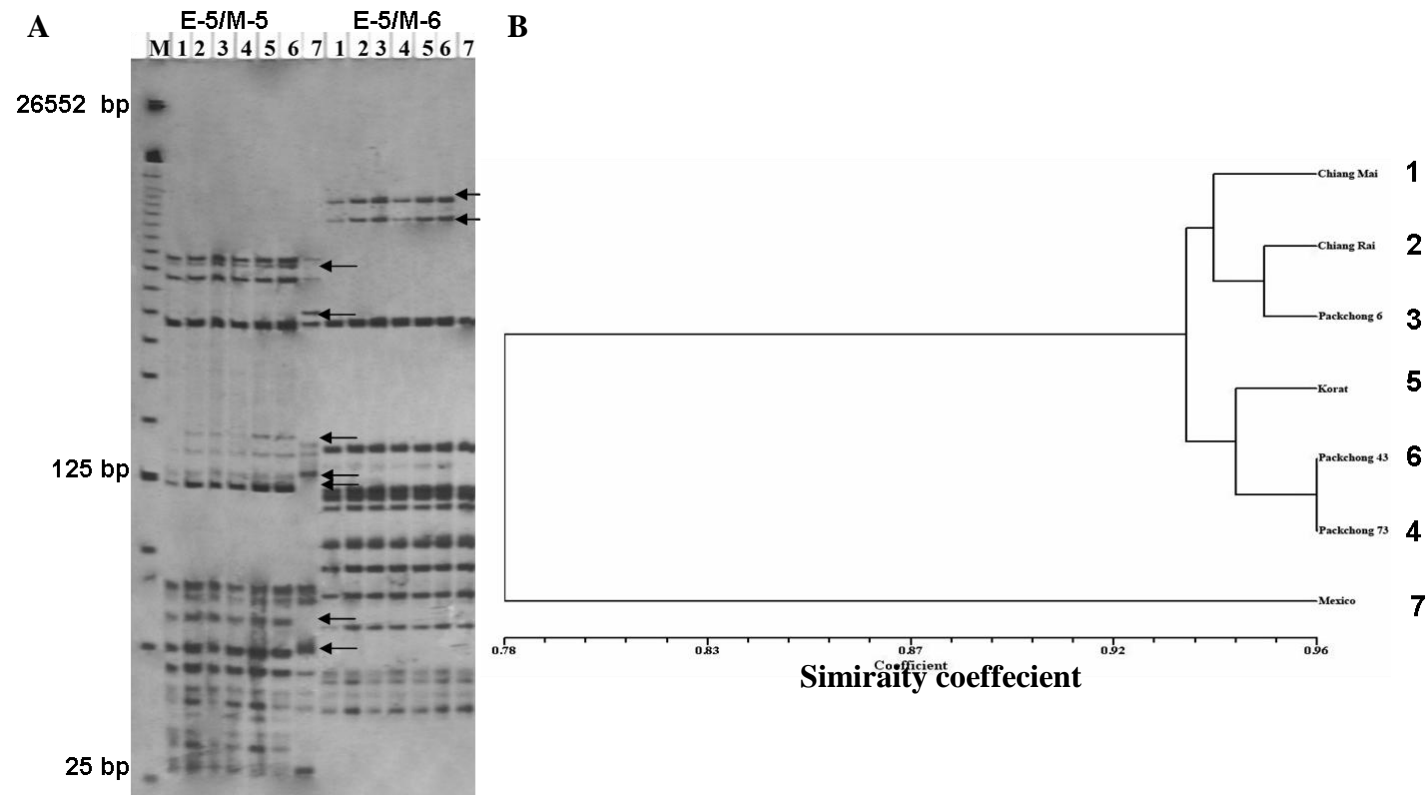 A
E-5/M-5
E-5/M-6
M 1 2 3 4 5 6 7
1 2 3 4 5 6 7
26552 bp
125 bp
25 bp
B
Chiang Mai 1
Chiang Rai 2
Packchong 6 3
Korat 5
Packchong 43 6
Packchong 73 4
Mexico 7
0.78 0.83 0.87 0.92 0.96
Coefficient
Simiraity coeffecient